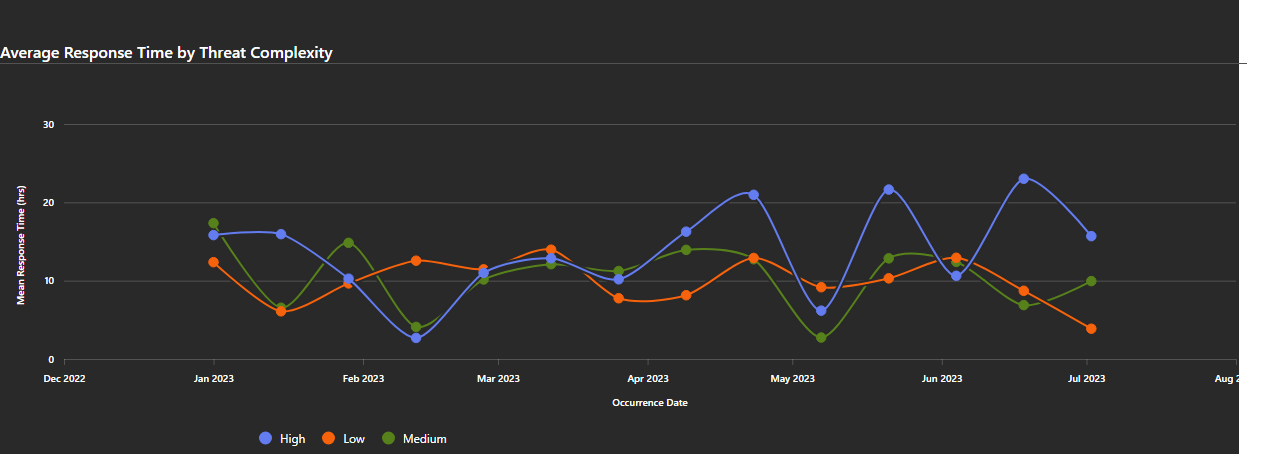 Average Response Time by Threat Complexity
30
20
10
0
Mean Response Time (hrs)
Dec 2022 Jan 2023 Feb 2023 Mar 2023 Apr 2023 May 2023 Jun 2023 Jul 2023 Aug
Occurrence Date
High Low Medium